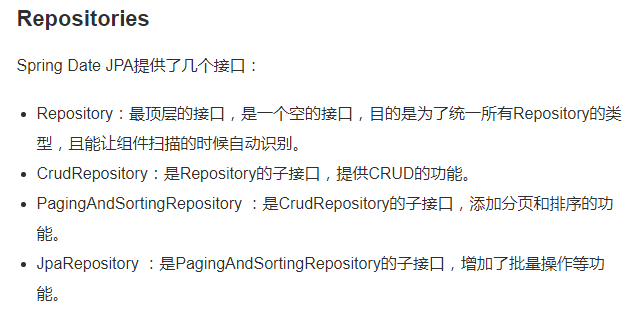 Repositories
Spring Date JPA提供了几个接口：
Repository：最顶层的接口，是一个空的接口，目的是为了统一所有Repository的类
型，且能让组件扫描的时候自动识别。
CrudRepository：是Repository的子接口，提供CRUD的功能。
PagingAndSortingRepository ：是CrudRepository的子接口，添加分页和排序的功
能。
JpaRepository ：是PagingAndSortingRepository的子接口，增加了批量操作等功
能。